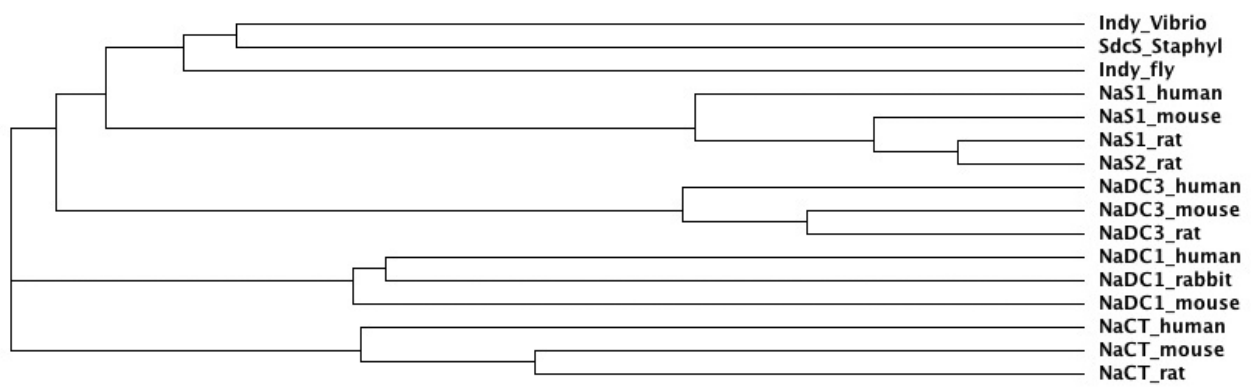 Indy_Vibrio
SdcS_Staphyl
Indy_fly
NaS1_human
NaS1_mouse
NaS1_rat
NaS2_rat
NaDC3_human
NaDC3_mouse
NaDC3_rat
NaDC1_human
NaDC1_rabbit
NaDC1_mouse
NaCT_human
NaCT_mouse
NaCT_rat